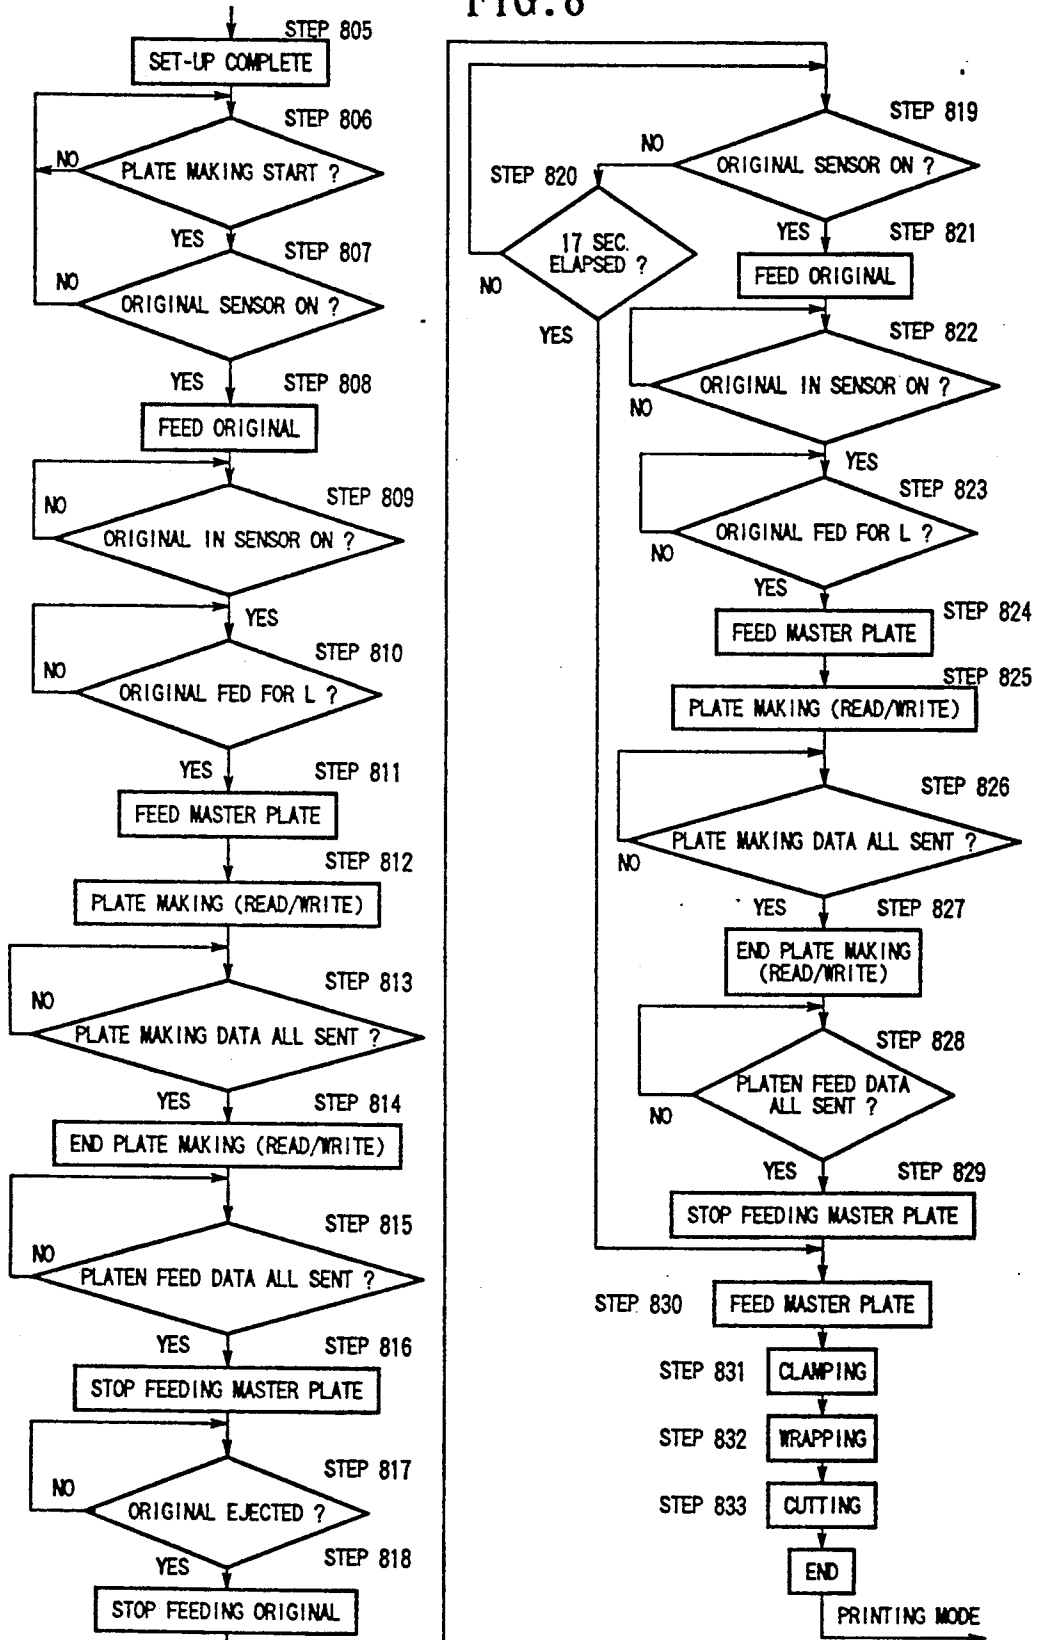 FIG. 8
STEP 805
SET-UP COMPLETE
STEP 806
NO
PLATE MAKING START ?
YES
STEP 807
NO
ORIGINAL SENSOR ON ?
YES
STEP 808
FEED ORIGINAL
STEP 809
NO
ORIGINAL IN SENSOR ON ?
YES
STEP 810
NO
ORIGINAL FED FOR L ?
YES
STEP 811
FEED MASTER PLATE
STEP 812
PLATE MAKING (READ/WRITE)
STEP 813
NO
PLATE MAKING DATA ALL SENT ?
YES
STEP 814
END PLATE MAKING (READ/WRITE)
STEP 815
NO
PLATEN FEED DATA ALL SENT ?
YES
STEP 816
STOP FEEDING MASTER PLATE
STEP 817
NO
ORIGINAL EJECTED ?
STEP 818
YES
STOP FEEDING ORIGINAL
STEP 819
NO
ORIGINAL SENSOR ON ?
STEP 820
17 SEC.
ELAPSED ?
NO
YES
YES
STEP 821
FEED ORIGINAL
STEP 822
ORIGINAL IN SENSOR ON ?
NO
YES
STEP 823
ORIGINAL FED FOR L ?
NO
YES
STEP 824
FEED MASTER PLATE
STEP 825
PLATE MAKING (READ/WRITE)
STEP 826
PLATE MAKING DATA ALL SENT ?
NO
YES
STEP 827
END PLATE MAKING
(READ/WRITE)
STEP 828
PLATEN FEED DATA
ALL SENT ?
NO
YES
STEP 829
STOP FEEDING MASTER PLATE
STEP 830
FEED MASTER PLATE
STEP 831
CLAMPING
STEP 832
WRAPPING
STEP 833
CUTTING
END
PRINTING MODE